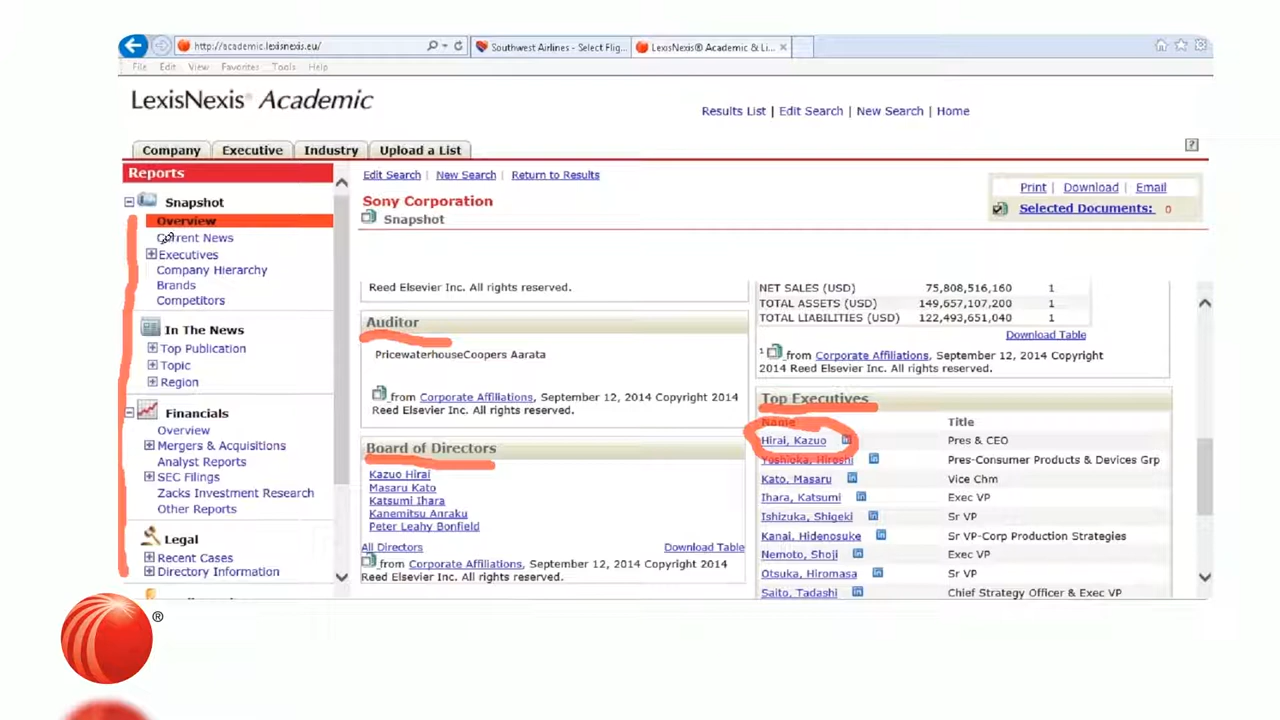 http://academic.lexisnexis.eu/
Southwest Airlines - Select Flig...
LexisNexis® Academic & Li...
File Edit View Favorites Tools Help
LexisNexis® Academic
Results List | Edit Search | New Search | Home
Company Executive Industry Upload a List
?
Reports
Snapshot
Overview
Current News
Executives
Company Hierarchy
Brands
Competitors
In The News
Top Publication
Topic
Region
Financials
Overview
Mergers & Acquisitions
Analyst Reports
SEC Filings
Zacks Investment Research
Other Reports
Legal
Recent Cases
Directory Information
Edit Search | New Search | Return to Results
Print | Download | Email
Selected Documents: 0
Sony Corporation
Snapshot
Reed Elsevier Inc. All rights reserved.
Auditor
PricewaterhouseCoopers Aarata
from Corporate Affiliations, September 12, 2014 Copyright 2014
Reed Elsevier Inc. All rights reserved.
Board of Directors
Kazuo Hirai
Masaru Kato
Katsumi Ihara
Kanemitsu Anraku
Peter Leahy Bonfield
All Directors Download Table
from Corporate Affiliations, September 12, 2014 Copyright 2014
Reed Elsevier Inc. All rights reserved.
NET SALES (USD) 75,808,516,160 1
TOTAL ASSETS (USD) 149,657,107,200 1
TOTAL LIABILITIES (USD) 122,493,651,040 1
Download Table
1 from Corporate Affiliations, September 12, 2014 Copyright
2014 Reed Elsevier Inc. All rights reserved.
Top Executives
Name Title
Hirai, Kazuo in Pres & CEO
Yoshioka, Hiroshi in Pres-Consumer Products & Devices Grp
Kato, Masaru in Vice Chm
Ihara, Katsumi in Exec VP
Ishizuka, Shigeki in Sr VP
Kanai, Hidenosuke in Sr VP-Corp Production Strategies
Nemoto, Shoji in Exec VP
Otsuka, Hiromasa in Sr VP
Saito, Tadashi in Chief Strategy Officer & Exec VP
®